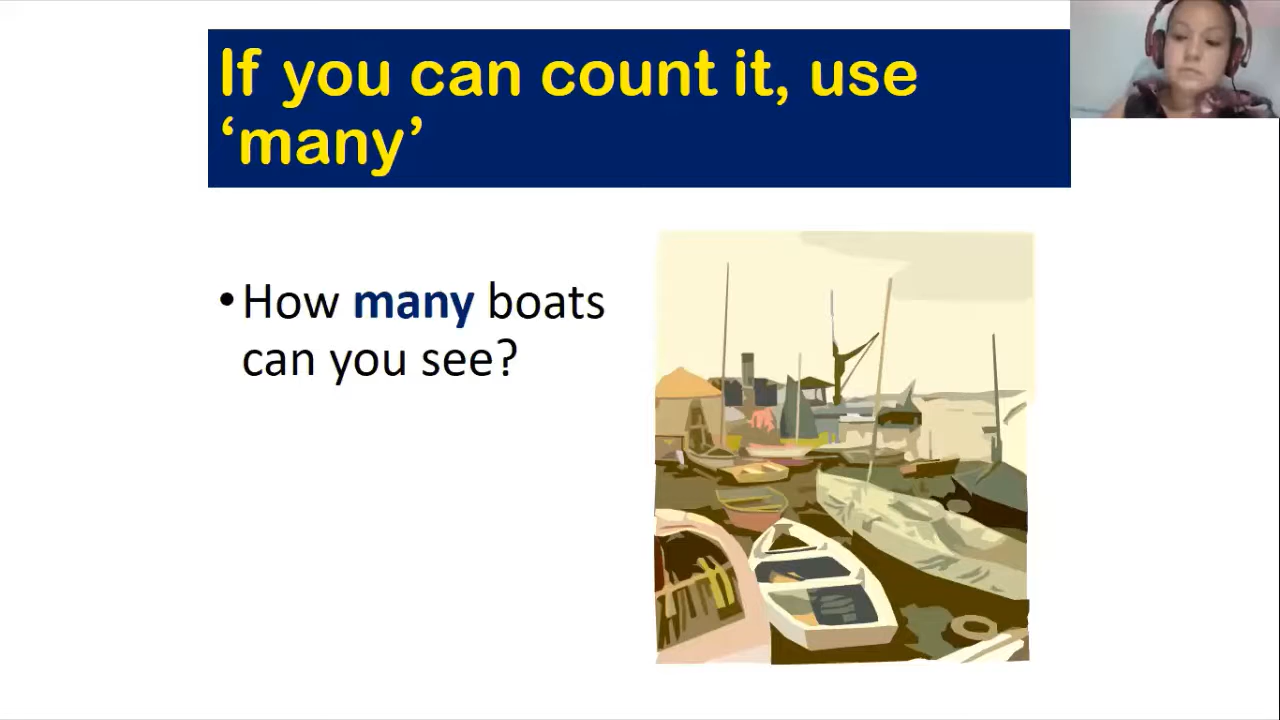 If you can count it, use
‘many’
•How many boats
can you see?